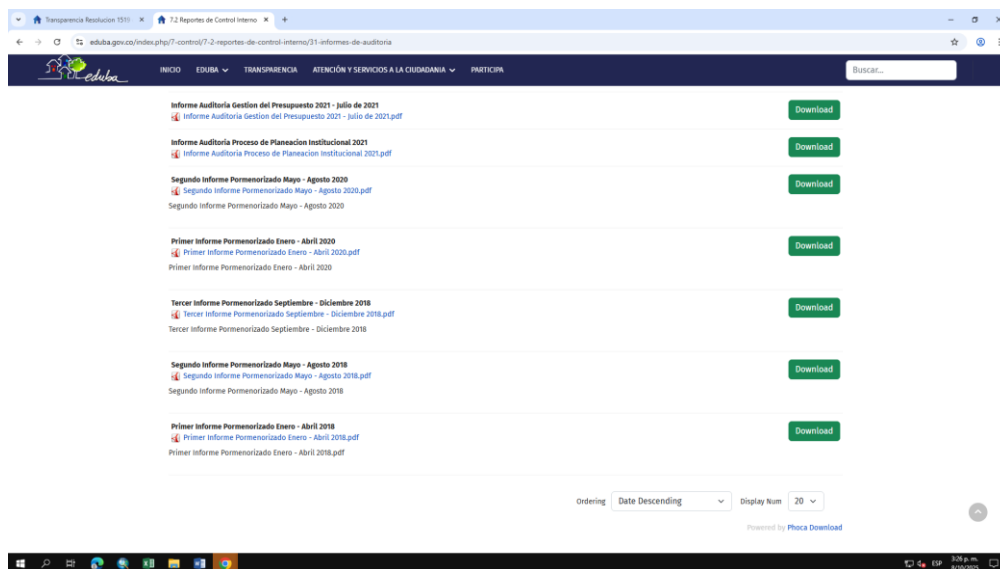 Transparencia Resolucion 1519
7.2 Reportes de Control Interno
eduba.gov.co/index.php/7-control/7-2-reportes-de-control-interno/31-informes-de-auditoria
eduba INICIO EDUBA TRANSPARENCIA ATENCIÓN Y SERVICIOS A LA CIUDADANIA PARTICIPA Buscar...
Informe Auditoria Gestion del Presupuesto 2021 - Julio de 2021
Informe Auditoria Gestion del Presupuesto 2021 - Julio de 2021.pdf
Download
Informe Auditoria Proceso de Planeacion Institucional 2021
Informe Auditoria Proceso de Planeacion Institucional 2021.pdf
Download
Segundo Informe Pormenorizado Mayo - Agosto 2020
Segundo Informe Pormenorizado Mayo - Agosto 2020.pdf
Download
Segundo Informe Pormenorizado Mayo - Agosto 2020
Primer Informe Pormenorizado Enero - Abril 2020
Primer Informe Pormenorizado Enero - Abril 2020.pdf
Download
Primer Informe Pormenorizado Enero - Abril 2020
Tercer Informe Pormenorizado Septiembre - Diciembre 2018
Tercer Informe Pormenorizado Septiembre - Diciembre 2018.pdf
Download
Tercer Informe Pormenorizado Septiembre - Diciembre 2018
Segundo Informe Pormenorizado Mayo - Agosto 2018
Segundo Informe Pormenorizado Mayo - Agosto 2018.pdf
Download
Segundo Informe Pormenorizado Mayo - Agosto 2018
Primer Informe Pormenorizado Enero - Abril 2018
Primer Informe Pormenorizado Enero - Abril 2018.pdf
Download
Primer Informe Pormenorizado Enero - Abril 2018.pdf
Ordering Date Descending Display Num 20
Powered by Phoca Download
ESP 3:26 p. m.
8/10/2025